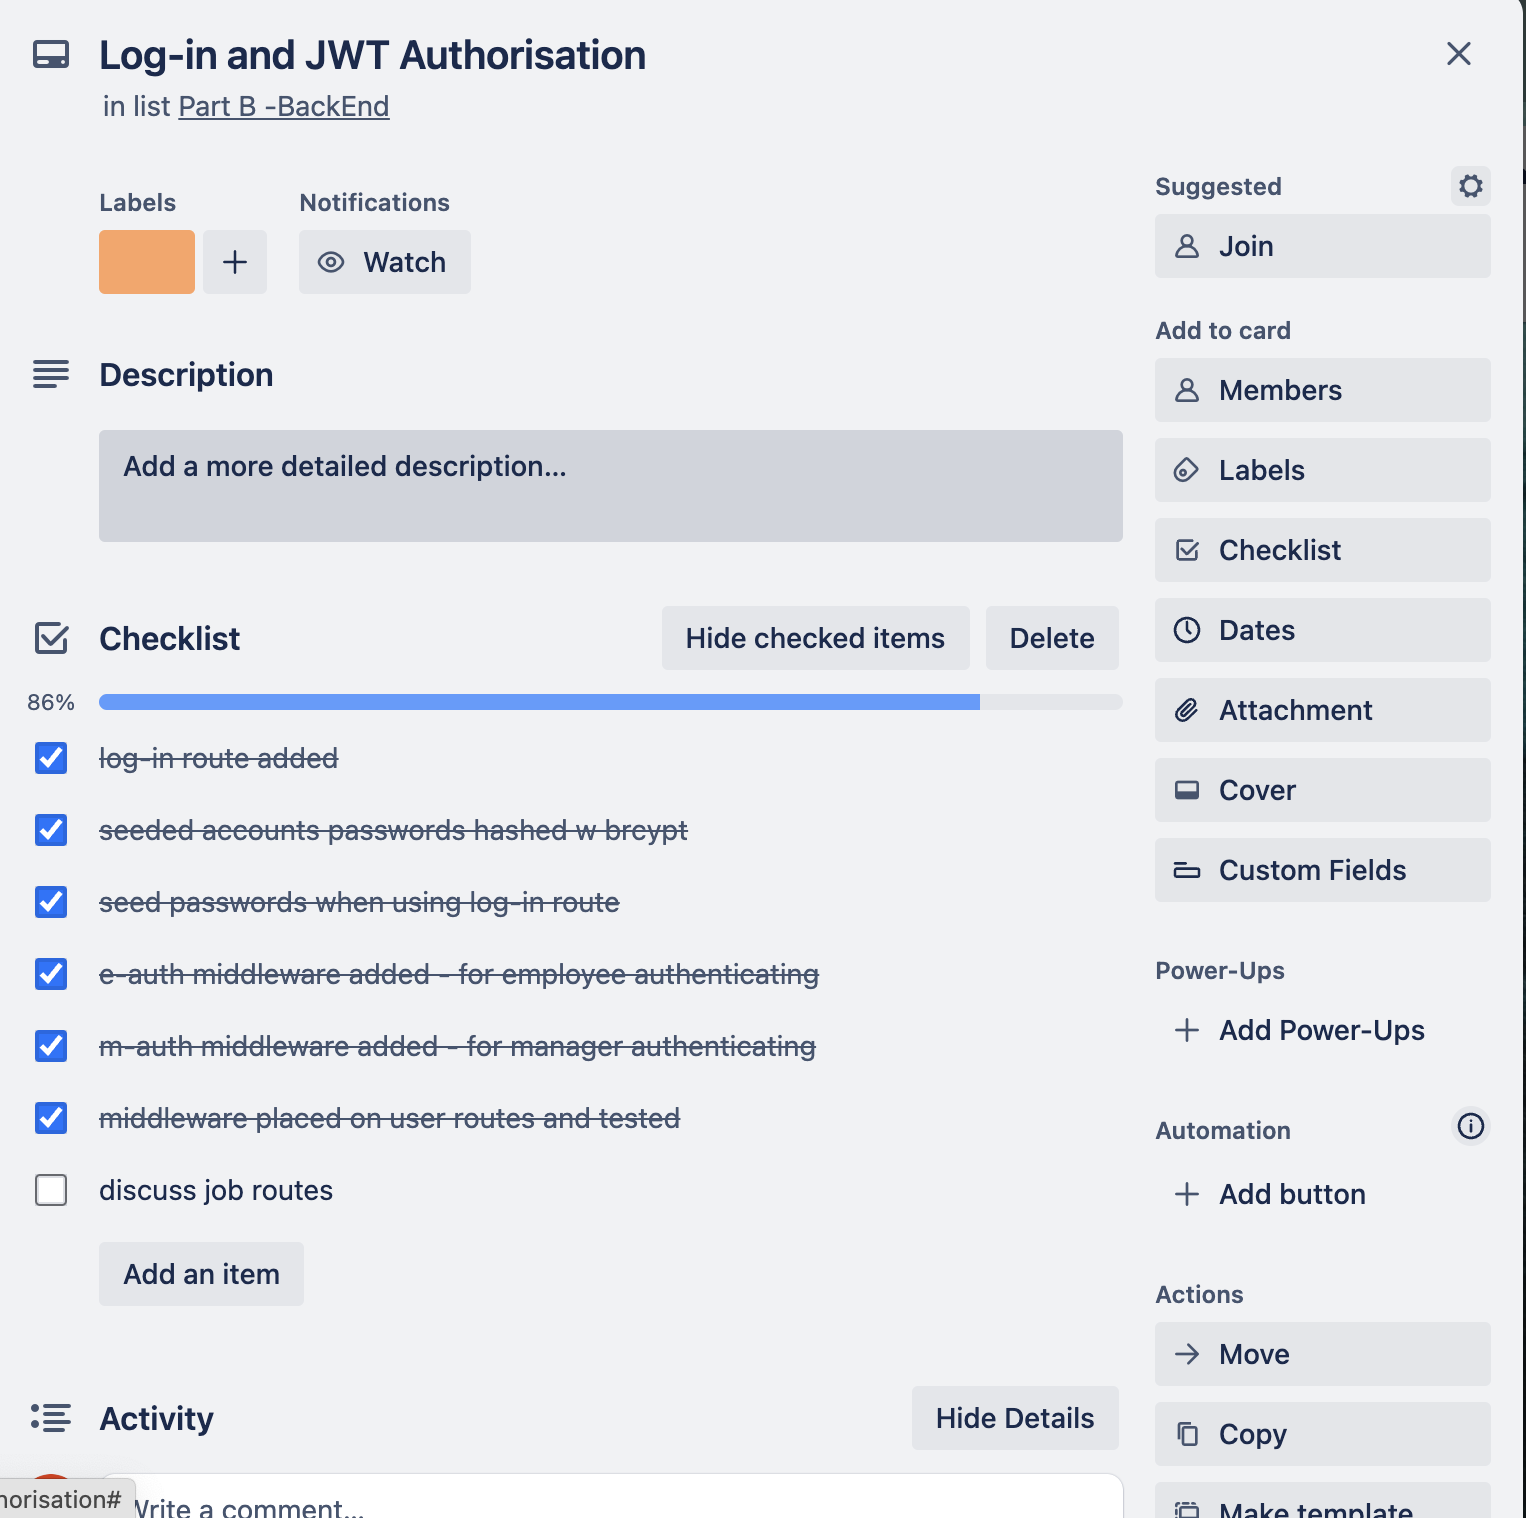 Log-in and JWT Authorisation
in list Part B -BackEnd
Labels
Notifications
Watch
Description
Add a more detailed description...
Checklist
Hide checked items
Delete
86%
log-in route added
seeded accounts passwords hashed w brcypt
seed passwords when using log-in route
e-auth middleware added - for employee authenticating
m-auth middleware added - for manager authenticating
middleware placed on user routes and tested
discuss job routes
Add an item
Activity
Hide Details
Write a comment...
horisation#
Suggested
Join
Add to card
Members
Labels
Checklist
Dates
Attachment
Cover
Custom Fields
Power-Ups
Add Power-Ups
Automation
Add button
Actions
Move
Copy
Make template